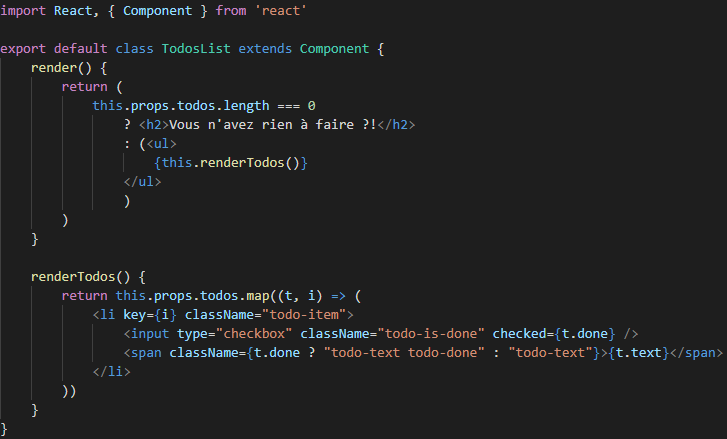 import React, { Component } from 'react'
export default class TodosList extends Component {
render() {
return (
this.props.todos.length === 0
? <h2>Vous n'avez rien à faire ?!</h2>
: (<ul>
{this.renderTodos()}
</ul>
)
)
}
renderTodos() {
return this.props.todos.map((t, i) => (
<li key={i} className="todo-item">
<input type="checkbox" className="todo-is-done" checked={t.done} />
<span className={t.done ? "todo-text todo-done" : "todo-text"}>{t.text}</span>
</li>
))
}
}